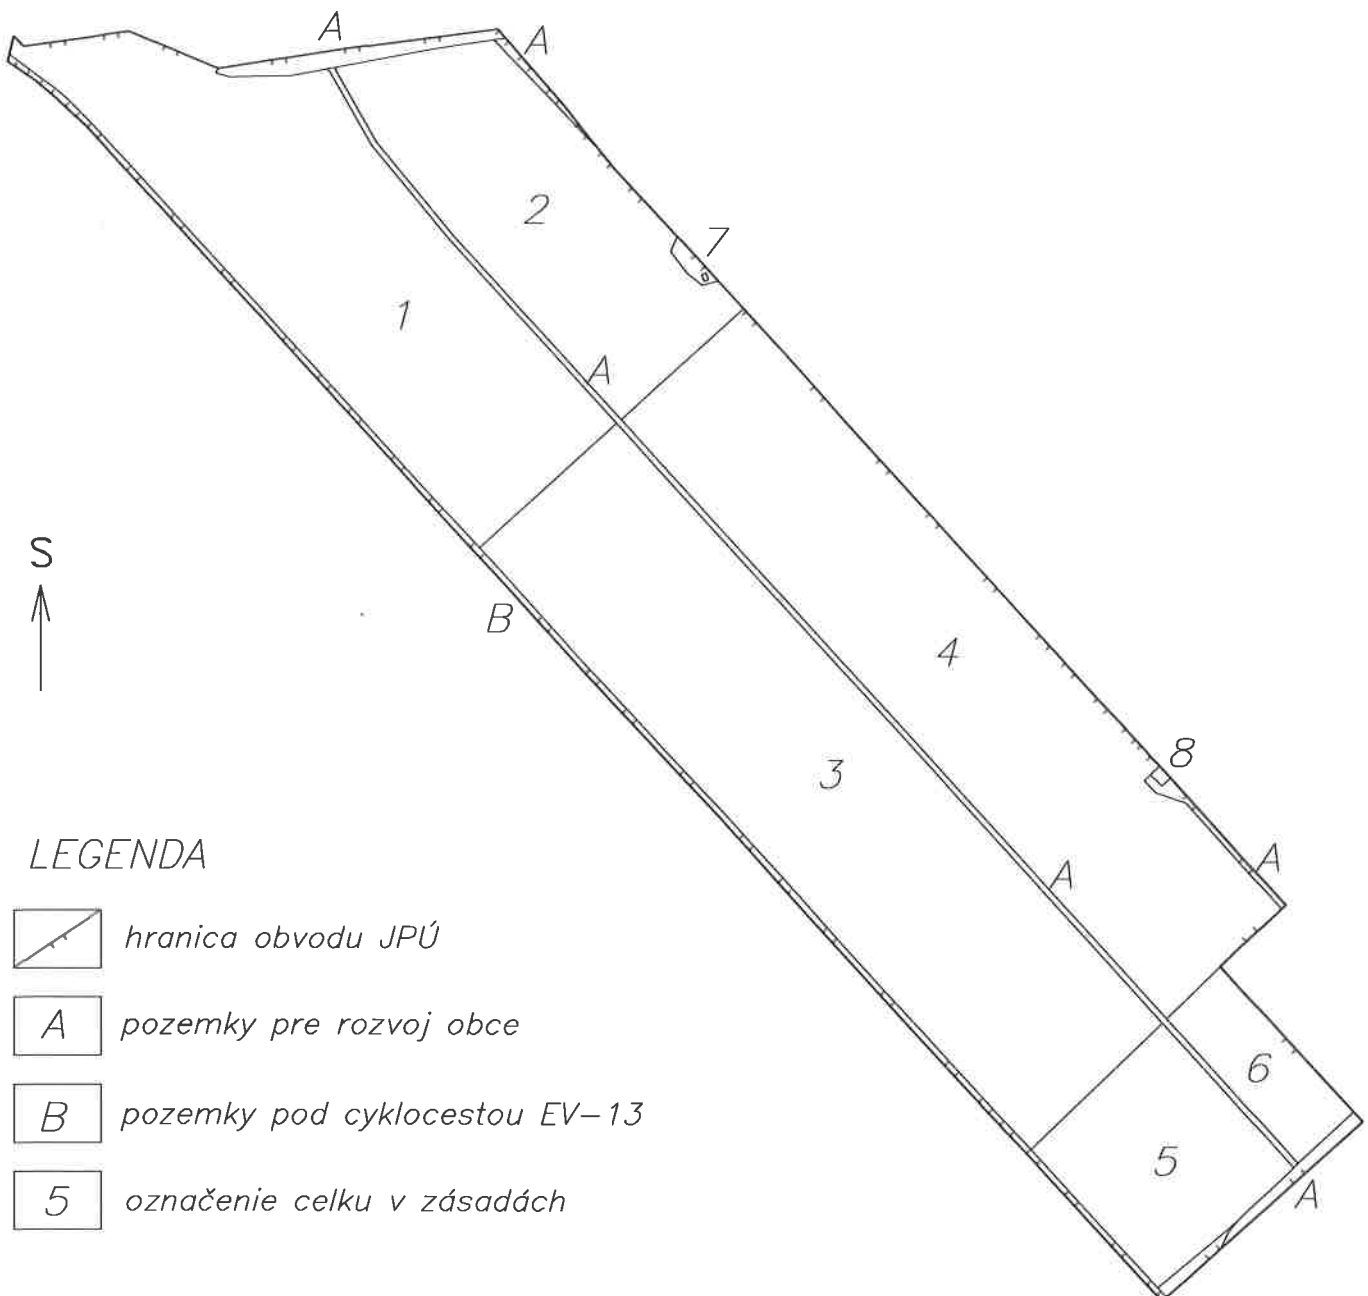 A
A
2
7
1
A
S
B
4
3
8
A
A
6
5
A
LEGENDA
hranica obvodu JPÚ
A pozemky pre rozvoj obce
B pozemky pod cyklocestou EV-13
5 označenie celku v zásadách